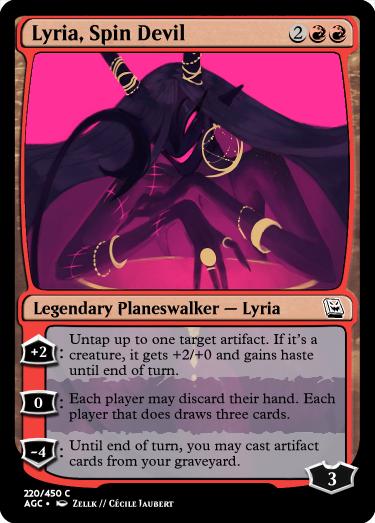 Lyria, Spin Devil 2
Legendary Planeswalker — Lyria
+2: Untap up to one target artifact. If it's a
creature, it gets +2/+0 and gains haste
until end of turn.
0: Each player may discard their hand. Each
player that does draws three cards.
-4: Until end of turn, you may cast artifact
cards from your graveyard.
3
220/450 C
AGC • Zellk // Cécile Jaubert